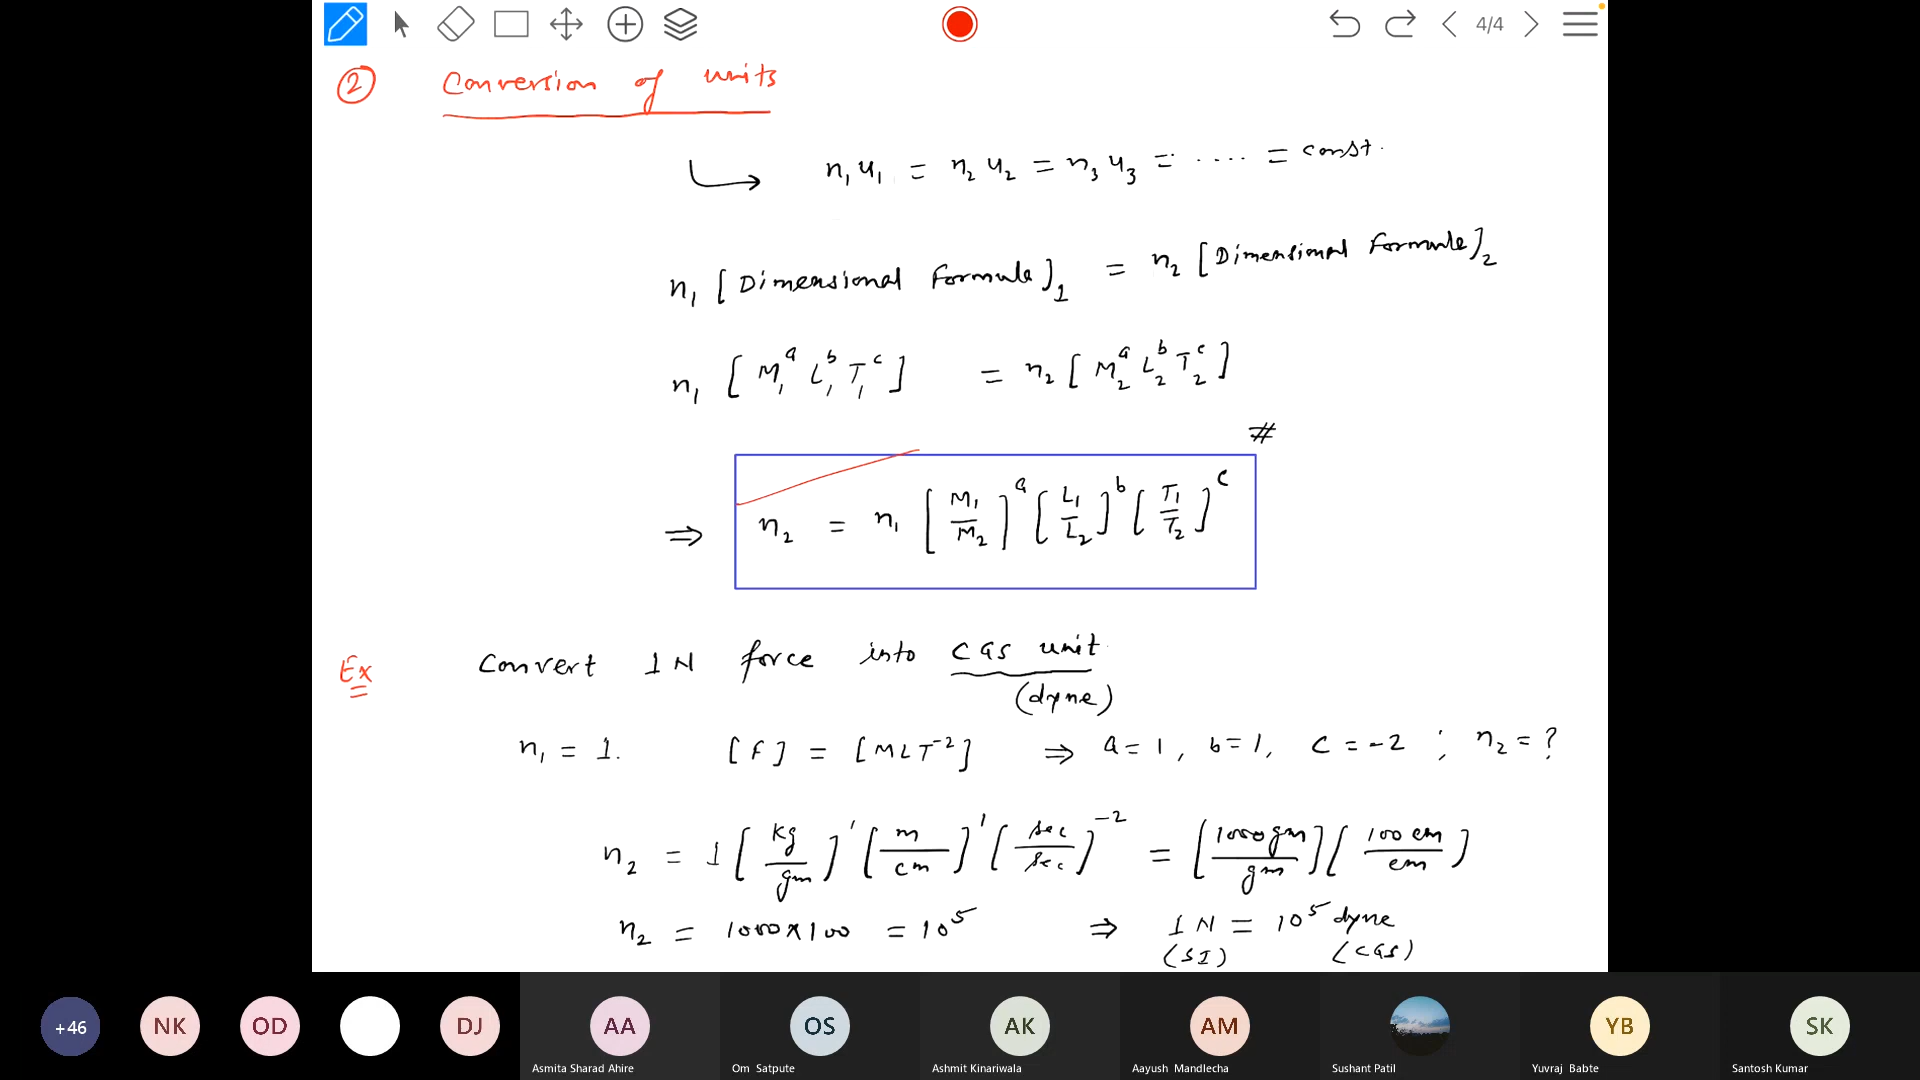 4/4
② Conversion of units
n₁u₁ = n₂u₂ = n₃u₃ = ..... = const.
n₁ [Dimensional Formula]₁ = n₂ [Dimensional Formula]₂
n₁ [M₁ᵃ L₁ᵇ T₁ᶜ] = n₂ [M₂ᵃ L₂ᵇ T₂ᶜ]
#
⇒ n₂ = n₁ [M₁/M₂]ᵃ [L₁/L₂]ᵇ [T₁/T₂]ᶜ
Ex Convert 1N force into CGS unit.
(dyne)
n₁ = 1. [F] = [MLT⁻²] ⇒ a=1, b=1, c=-2 ; n₂=?
n₂ = 1 [kg/gm]¹ [m/cm]¹ [sec/sec]⁻² = [1000gm/gm] [100 cm/cm]
n₂ = 1000×100 = 10⁵ ⇒ 1N = 10⁵ dyne
(SI) (CGS)
+46 NK OD DJ AA OS AK AM YB SK
Asmita Sharad Ahire Om Satpute Ashmit Kinariwala Aayush Mandlecha Sushant Patil Yuvraj Babte Santosh Kumar